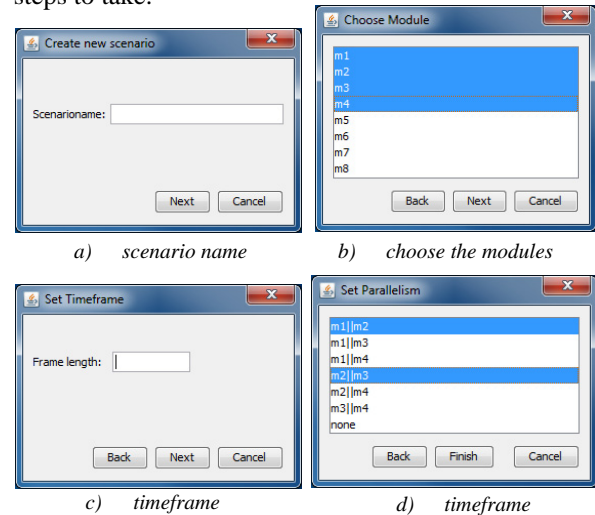 steps to take.
Create new scenario
Scenarioname:
Next Cancel
a) scenario name
Choose Module
m1
m2
m3
m4
m5
m6
m7
m8
Back Next Cancel
b) choose the modules
Set Timeframe
Frame length:
Back Next Cancel
c) timeframe
Set Parallelism
m1||m2
m1||m3
m1||m4
m2||m3
m2||m4
m3||m4
none
Back Finish Cancel
d) timeframe